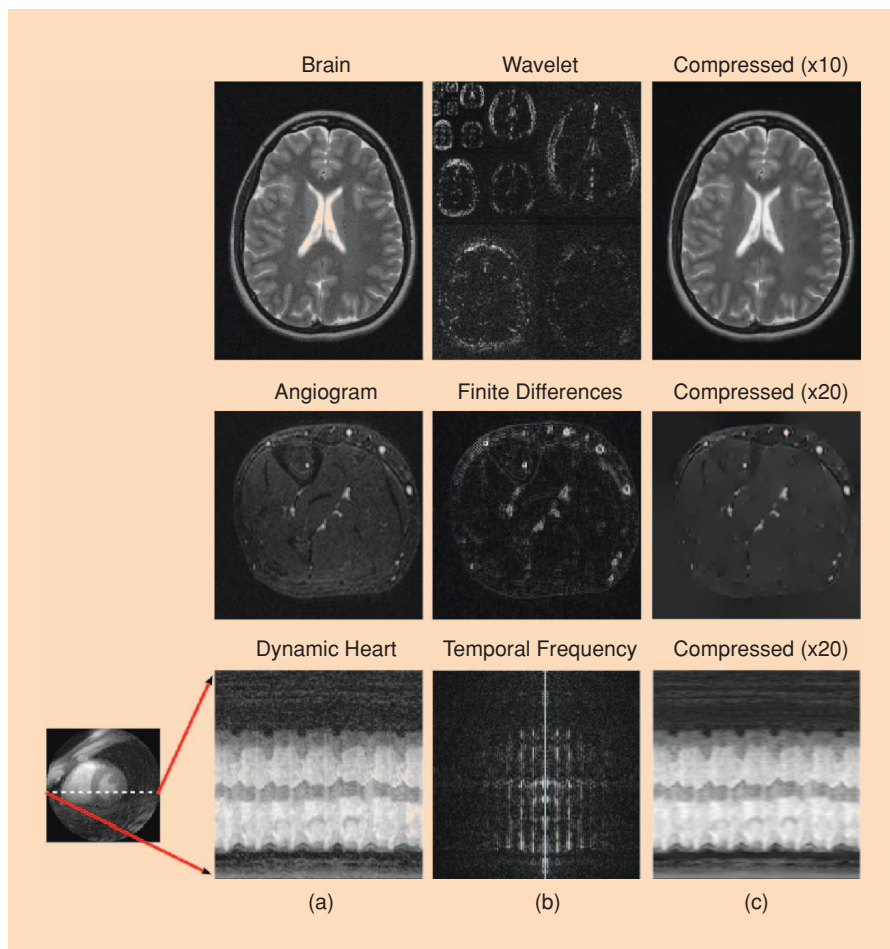 Brain Wavelet Compressed (x10)
Angiogram Finite Differences Compressed (x20)
Dynamic Heart Temporal Frequency Compressed (x20)
(a) (b) (c)